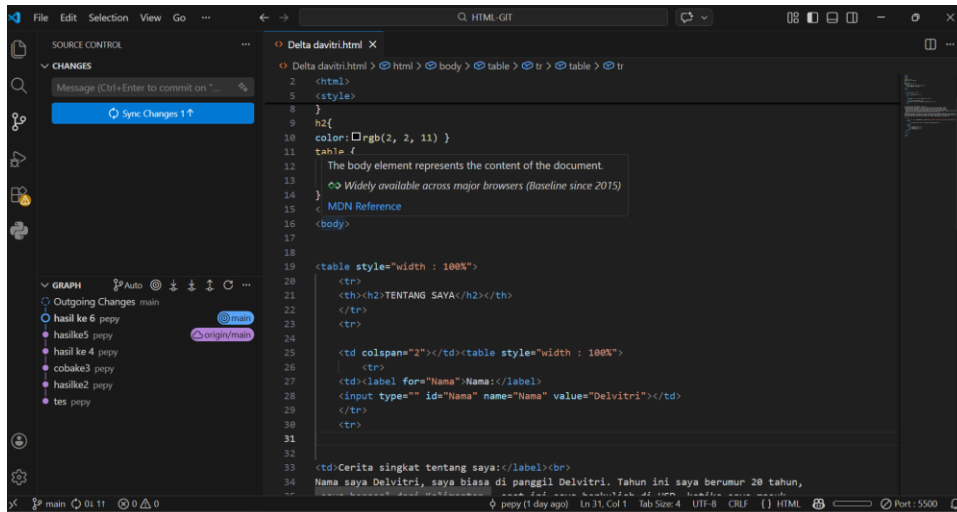 File Edit Selection View Go ··· HTML-GIT
SOURCE CONTROL ···
CHANGES
Message (Ctrl+Enter to commit on "...
Sync Changes 1↑
GRAPH Auto ···
Outgoing Changes main
hasil ke 6 pepy main
hasilke5 pepy origin/main
hasil ke 4 pepy
cobake3 pepy
hasilke2 pepy
tes pepy
Delta davitri.html ×
<> Delta davitri.html > html > body > table > tr > table > tr
2 <html>
5 <style>
8 }
9 h2{
10 color: rgb(2, 2, 11) }
11 table {
12
13
14 }
15 <
The body element represents the content of the document.
Widely available across major browsers (Baseline since 2015)
MDN Reference
16 <body>
17
18
19 <table style="width : 100%">
20 <tr>
21 <th><h2>TENTANG SAYA</h2></th>
22 </tr>
23 <tr>
24
25 <td colspan="2"></td><table style="width : 100%">
26 <tr>
27 <td><label for="Nama">Nama:</label>
28 <input type="" id="Nama" name="Nama" value="Delvitri"></td>
29 </tr>
30 <tr>
31
32
33 <td>Cerita singkat tentang saya:</label><br>
34 Nama saya Delvitri, saya biasa di panggil Delvitri. Tahun ini saya berumur 20 tahun,
main 0↓ 1↑ 0 0 pepy (1 day ago) Ln 31, Col 1 Tab Size: 4 UTF-8 CRLF {} HTML Port : 5500